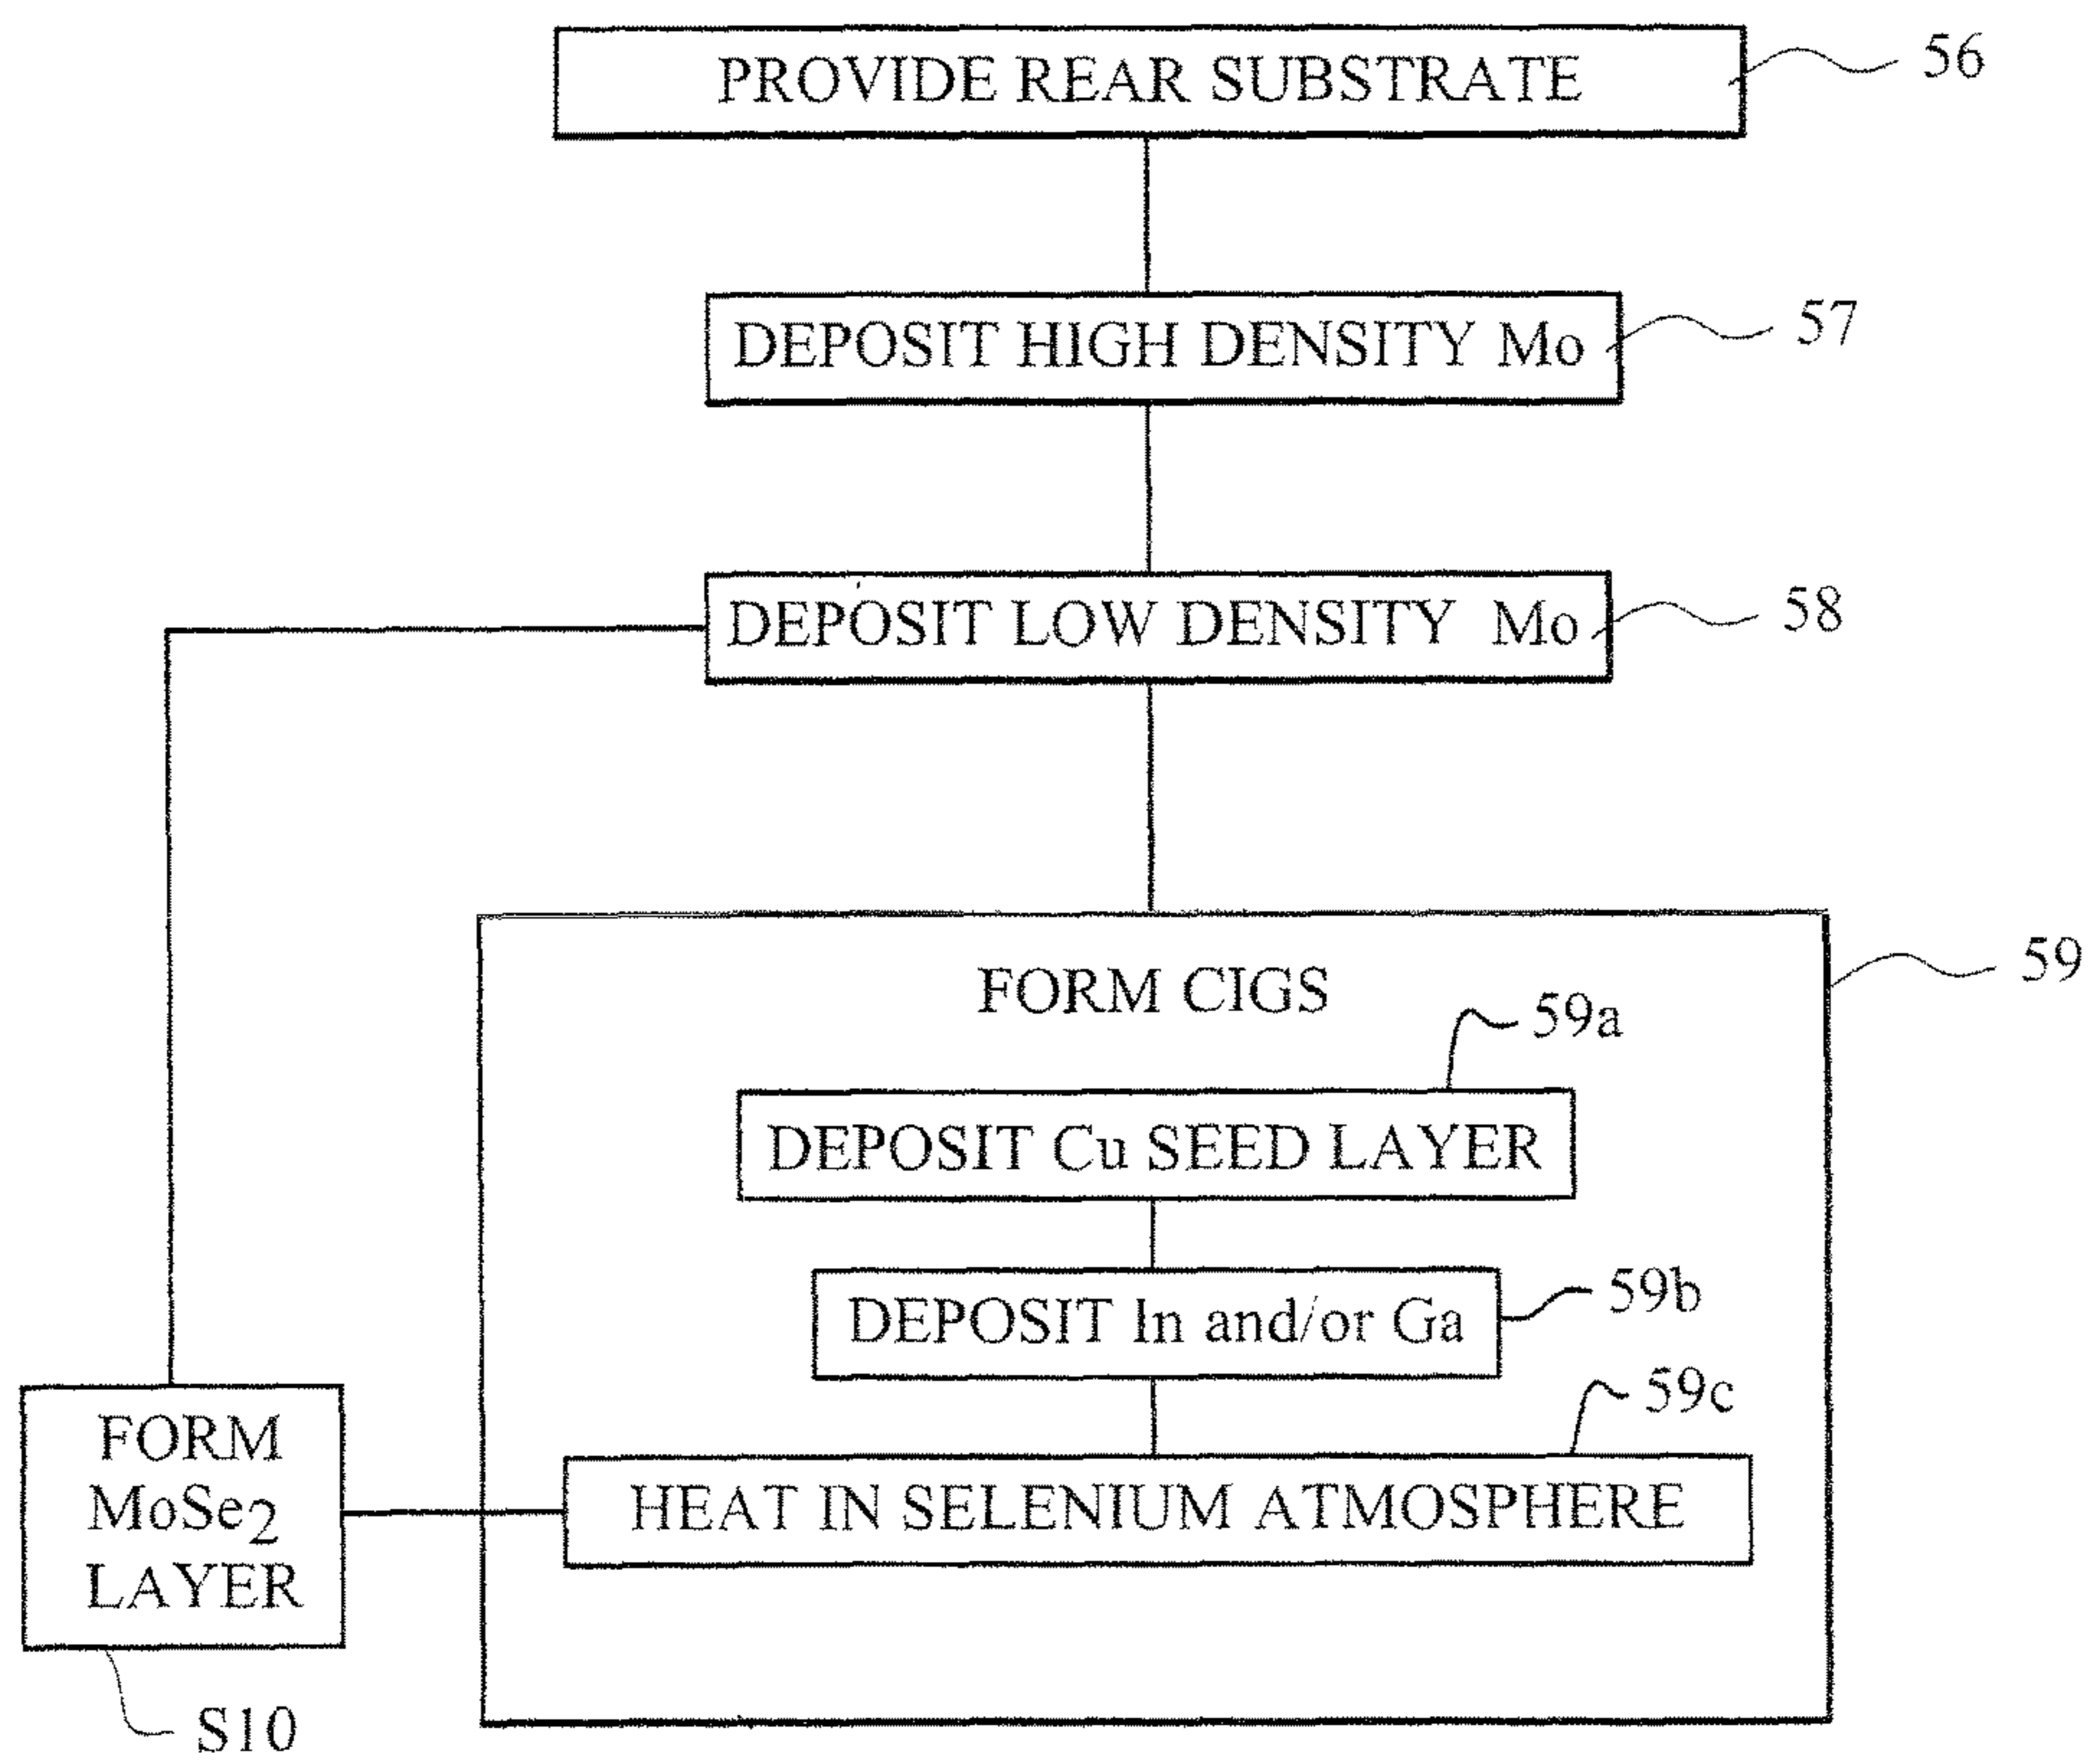 PROVIDE REAR SUBSTRATE
56
DEPOSIT HIGH DENSITY Mo
57
DEPOSIT LOW DENSITY Mo
58
FORM CIGS
59
59a
DEPOSIT Cu SEED LAYER
59b
DEPOSIT In and/or Ga
59c
HEAT IN SELENIUM ATMOSPHERE
FORM
MoSe2
LAYER
S10